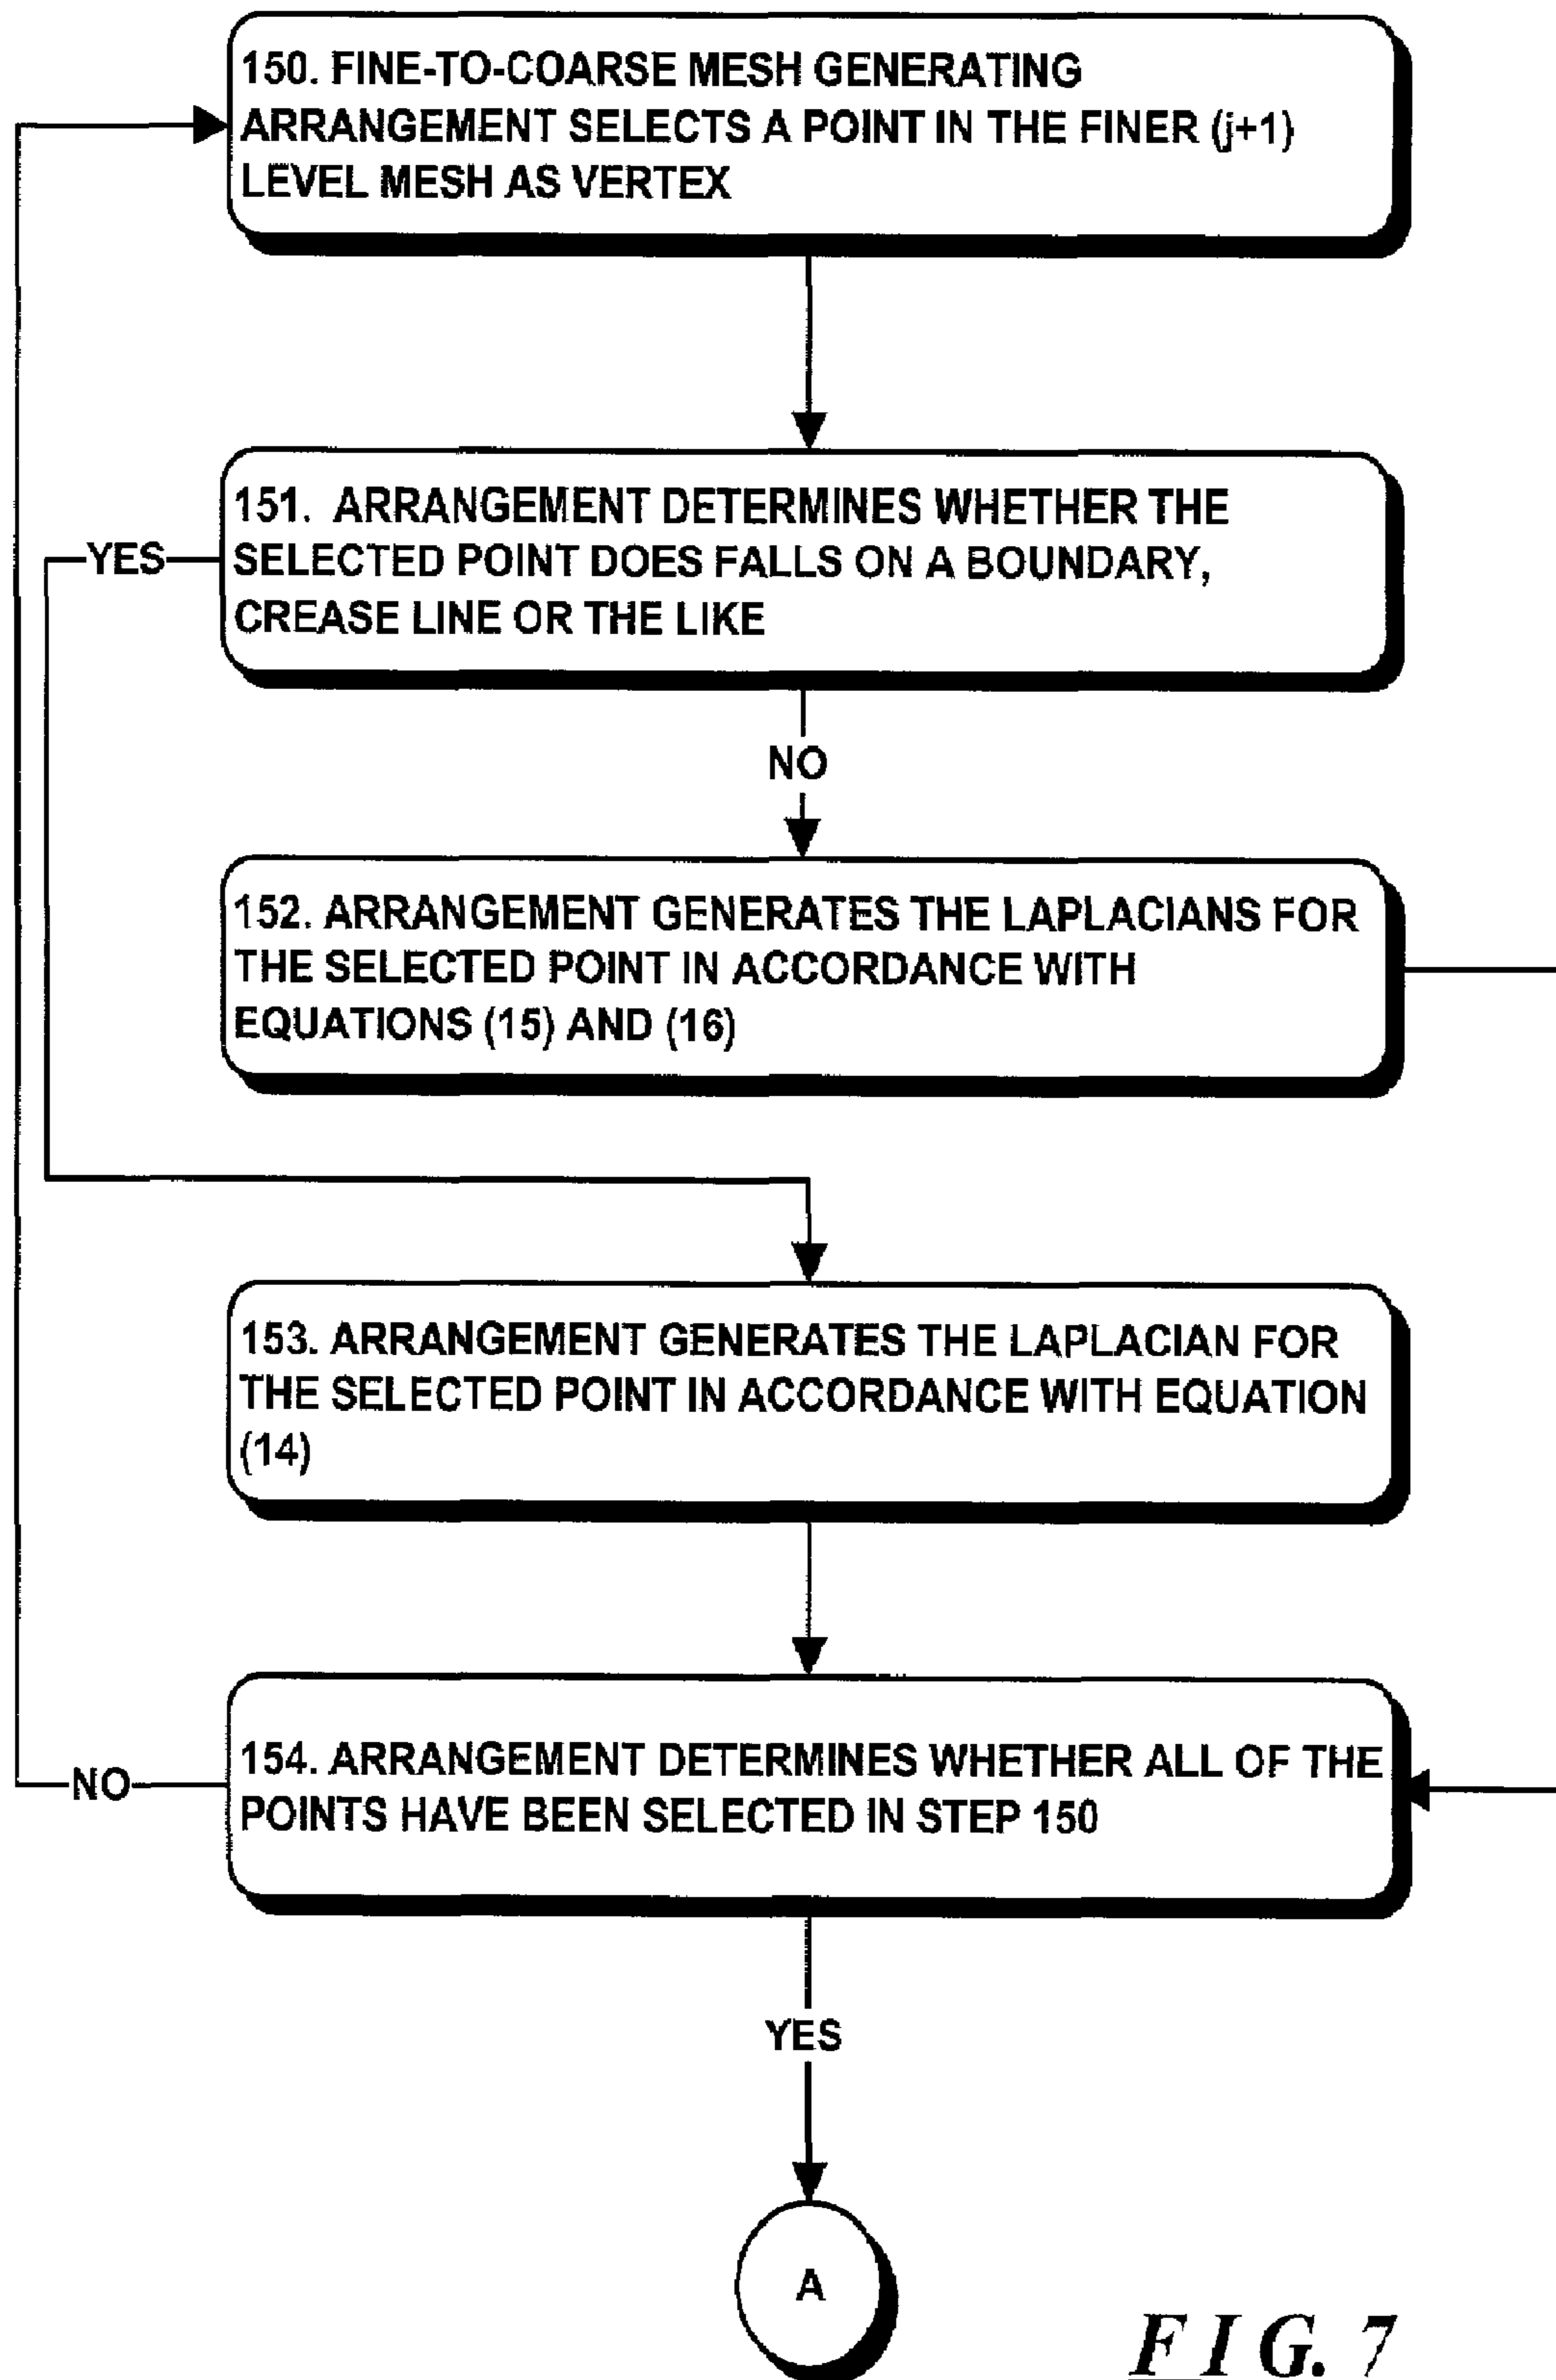 150. FINE-TO-COARSE MESH GENERATING
ARRANGEMENT SELECTS A POINT IN THE FINER (j+1)
LEVEL MESH AS VERTEX
151. ARRANGEMENT DETERMINES WHETHER THE
SELECTED POINT DOES FALLS ON A BOUNDARY,
CREASE LINE OR THE LIKE
YES
NO
152. ARRANGEMENT GENERATES THE LAPLACIANS FOR
THE SELECTED POINT IN ACCORDANCE WITH
EQUATIONS (15) AND (16)
153. ARRANGEMENT GENERATES THE LAPLACIAN FOR
THE SELECTED POINT IN ACCORDANCE WITH EQUATION
(14)
154. ARRANGEMENT DETERMINES WHETHER ALL OF THE
POINTS HAVE BEEN SELECTED IN STEP 150
NO
YES
A
FIG. 7